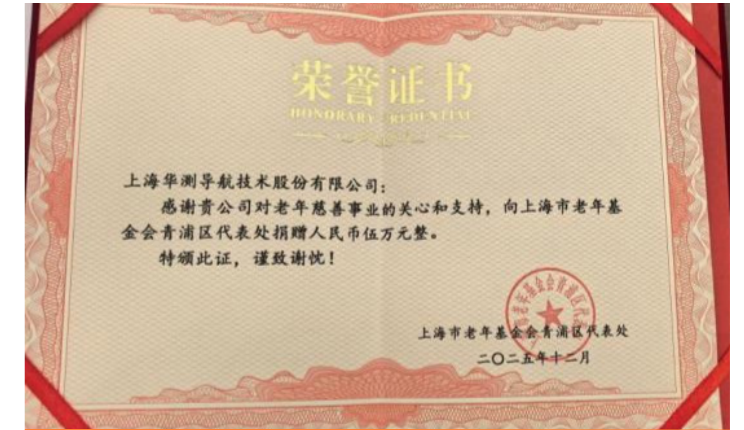 荣誉证书
HONORARY CREDENTIAL
上海华测导航技术股份有限公司：
感谢贵公司对老年慈善事业的关心和支持，向上海市老年基
金会青浦区代表处捐赠人民币伍万元整。
特颁此证，谨致谢忱！
上海市老年基金会青浦区代表处
二〇二五年十二月